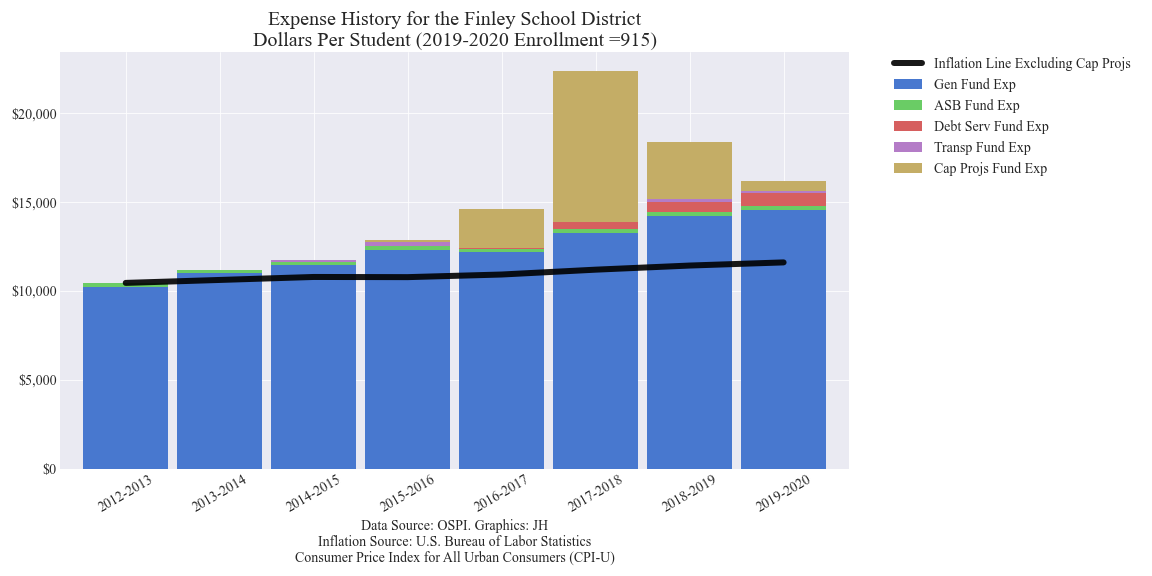 Expense History for the Finley School District
Dollars Per Student (2019-2020 Enrollment =915)
Inflation Line Excluding Cap Projs
Gen Fund Exp
ASB Fund Exp
Debt Serv Fund Exp
Transp Fund Exp
Cap Projs Fund Exp
$20,000
$15,000
$10,000
$5,000
$0
2012-2013
2013-2014
2014-2015
2015-2016
2016-2017
2017-2018
2018-2019
2019-2020
Data Source: OSPI. Graphics: JH
Inflation Source: U.S. Bureau of Labor Statistics
Consumer Price Index for All Urban Consumers (CPI-U)